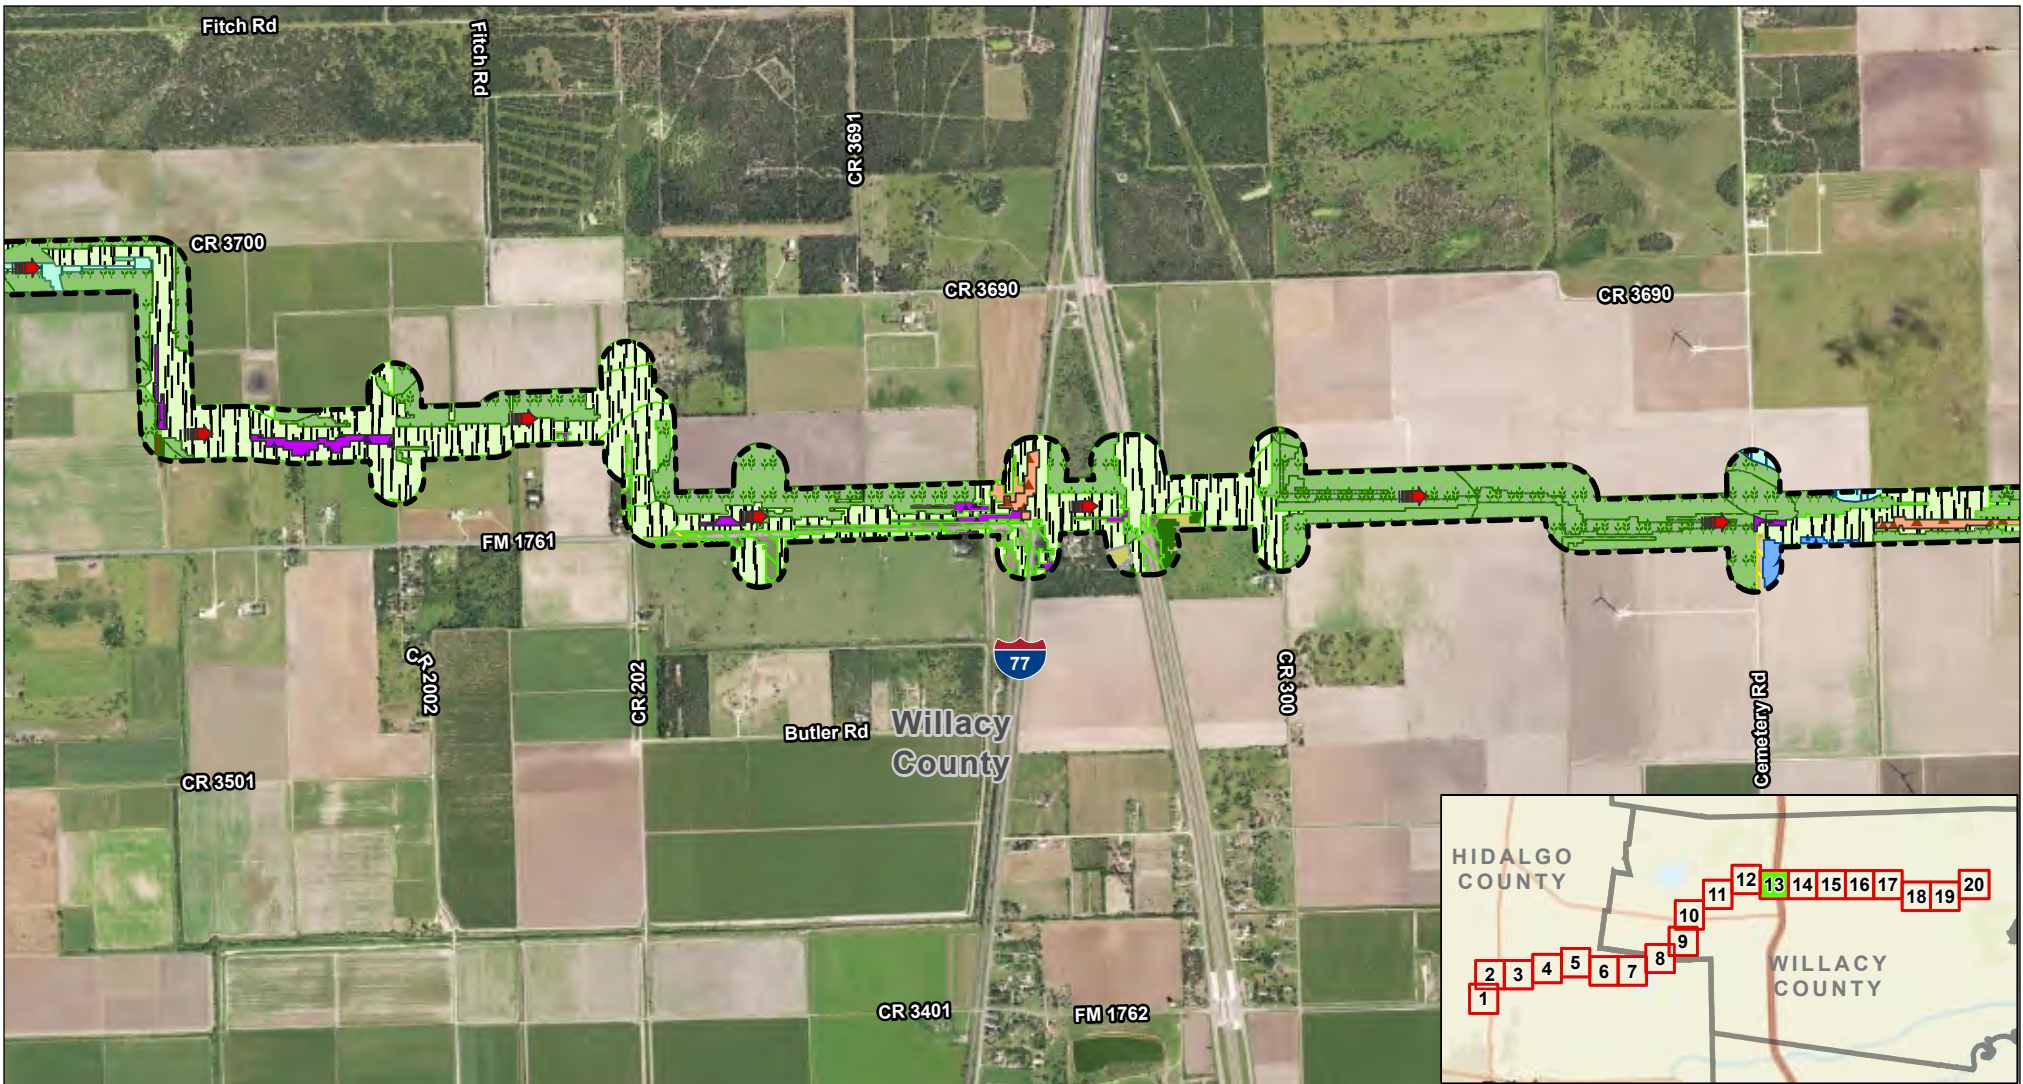 Fitch Rd
Fitch Rd
CR 3691
CR 3700
CR 3690
CR 3690
FM 1761
CR 2002
CR 202
77
CR 300
Cemetery Rd
Willacy
County
Butler Rd
CR 3501
CR 3401
FM 1762
HIDALGO
COUNTY
WILLACY
COUNTY
1
2
3
4
5
6
7
8
9
10
11
12
13
14
15
16
17
18
19
20